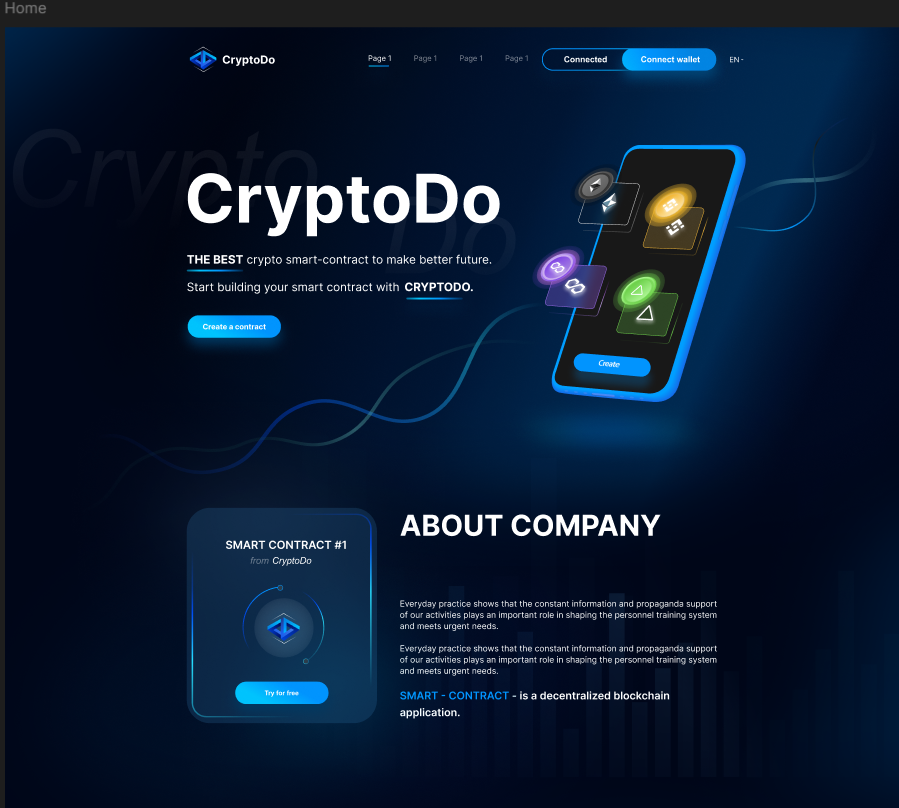 Home
CryptoDo
Page 1
Page 1
Page 1
Page 1
Connected
Connect wallet
EN -
Crypto
Do
CryptoDo
THE BEST crypto smart-contract to make better future.
Start building your smart contract with CRYPTODO.
Create a contract
Create
SMART CONTRACT #1
from CryptoDo
Try for free
ABOUT COMPANY
Everyday practice shows that the constant information and propaganda support
of our activities plays an important role in shaping the personnel training system
and meets urgent needs.
Everyday practice shows that the constant information and propaganda support
of our activities plays an important role in shaping the personnel training system
and meets urgent needs.
SMART - CONTRACT - is a decentralized blockchain
application.